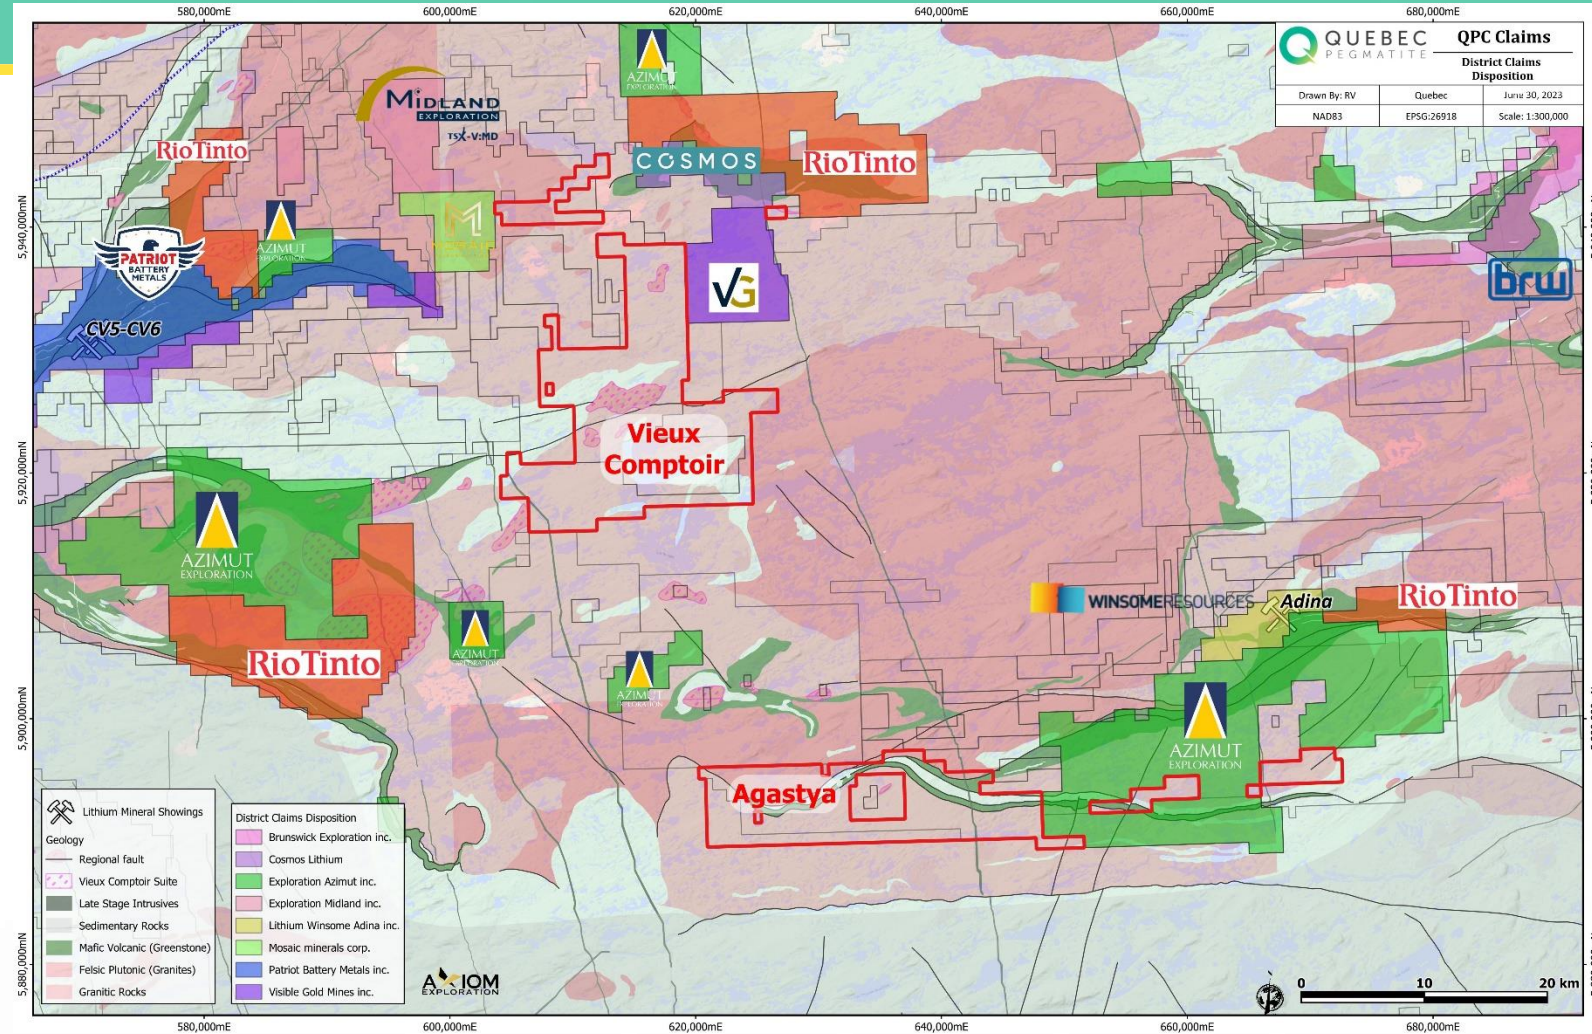 580,000mE
600,000mE
620,000mE
640,000mE
660,000mE
680,000mE
QUEBEC
PEGMATITE
QPC Claims
District Claims
Disposition
Drawn By: RV
Quebec
June 30, 2023
NAD83
EPSG:26918
Scale: 1:300,000
AZIMUT
EXPLORATION
MIDLAND
EXPLORATION
TSX-V:MD
RioTinto
COSMOS
RioTinto
5,940,000mN
AZIMUT
EXPLORATION
M
PATRIOT
BATTERY
METALS
VG
brw
CV5-CV6
Vieux
Comptoir
5,920,000mN
AZIMUT
EXPLORATION
WINSOMERESOURCES
Adina
RioTinto
AZIMUT
EXPLORATION
RioTinto
AZIMUT
EXPLORATION
5,900,000mN
AZIMUT
EXPLORATION
Agastya
Lithium Mineral Showings
Geology
Regional fault
Vieux Comptoir Suite
Late Stage Intrusives
Sedimentary Rocks
Mafic Volcanic (Greenstone)
Felsic Plutonic (Granites)
Granitic Rocks
District Claims Disposition
Brunswick Exploration inc.
Cosmos Lithium
Exploration Azimut inc.
Exploration Midland inc.
Lithium Winsome Adina inc.
Mosaic minerals corp.
Patriot Battery Metals inc.
Visible Gold Mines inc.
5,880,000mN
AXIOM
EXPLORATION
0
10
20 km
580,000mE
600,000mE
620,000mE
640,000mE
660,000mE
680,000mE